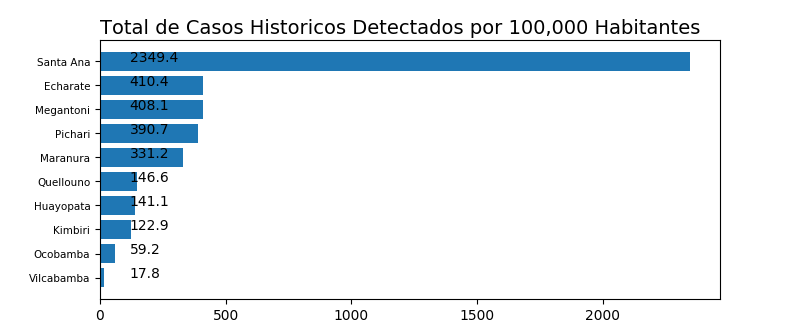 Total de Casos Historicos Detectados por 100,000 Habitantes
Santa Ana 2349.4
Echarate 410.4
Megantoni 408.1
Pichari 390.7
Maranura 331.2
Quellouno 146.6
Huayopata 141.1
Kimbiri 122.9
Ocobamba 59.2
Vilcabamba 17.8
0 500 1000 1500 2000